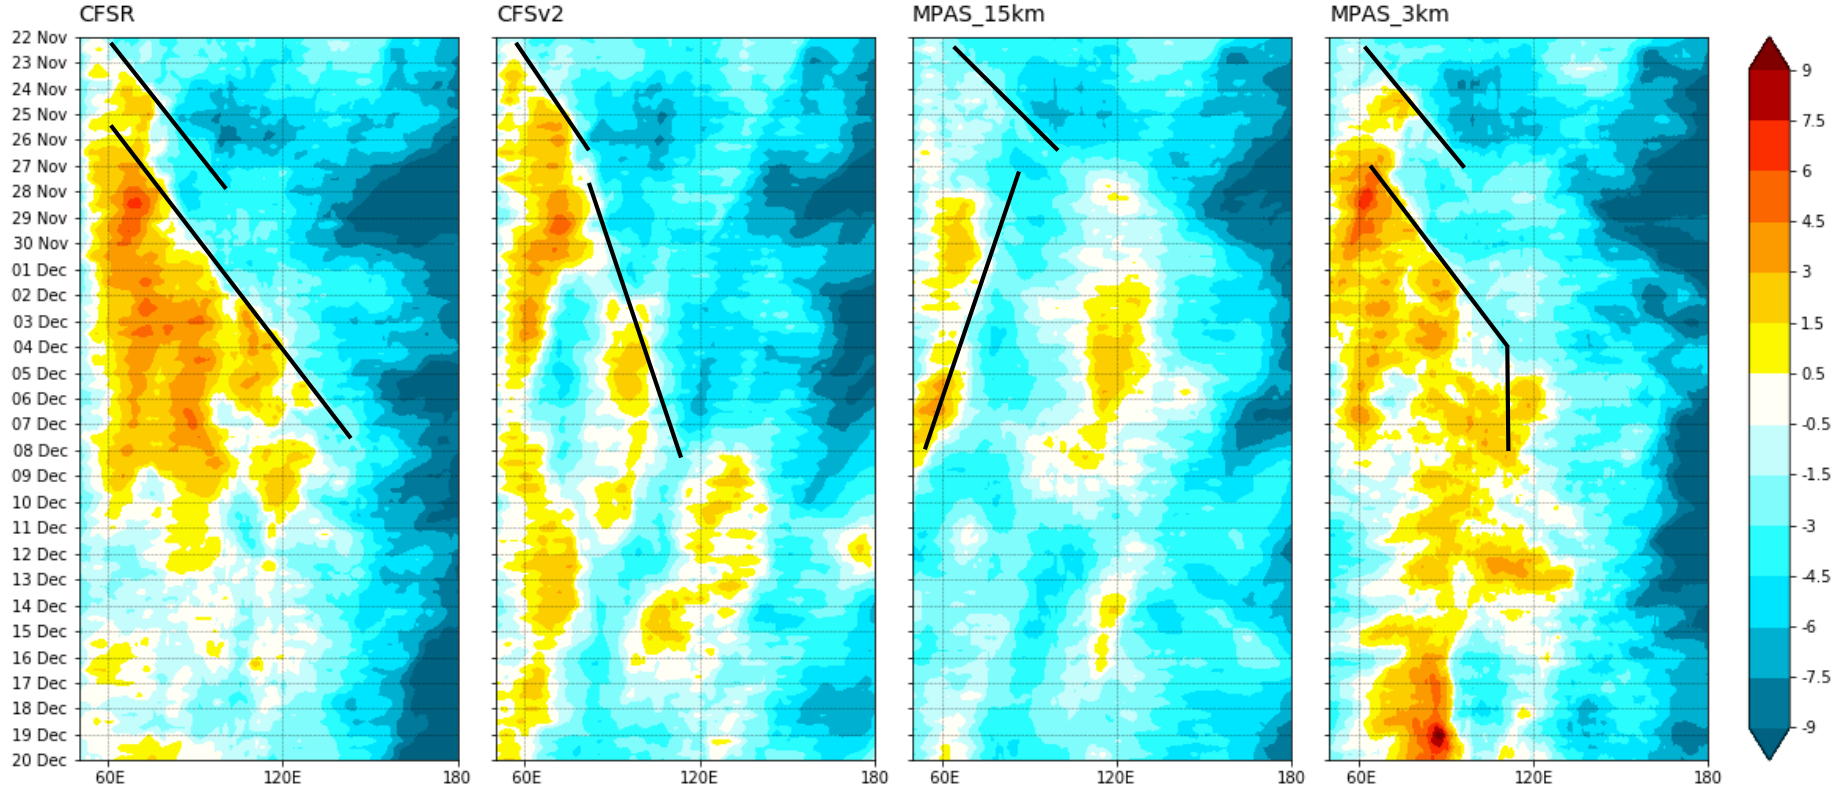 CFSR
CFSv2
MPAS_15km
MPAS_3km
22 Nov
23 Nov
24 Nov
25 Nov
26 Nov
27 Nov
28 Nov
29 Nov
30 Nov
01 Dec
02 Dec
03 Dec
04 Dec
05 Dec
06 Dec
07 Dec
08 Dec
09 Dec
10 Dec
11 Dec
12 Dec
13 Dec
14 Dec
15 Dec
16 Dec
17 Dec
18 Dec
19 Dec
20 Dec
60E 120E 180
60E 120E 180
60E 120E 180
60E 120E 180
9
7.5
6
4.5
3
1.5
0.5
-0.5
-1.5
-3
-4.5
-6
-7.5
-9